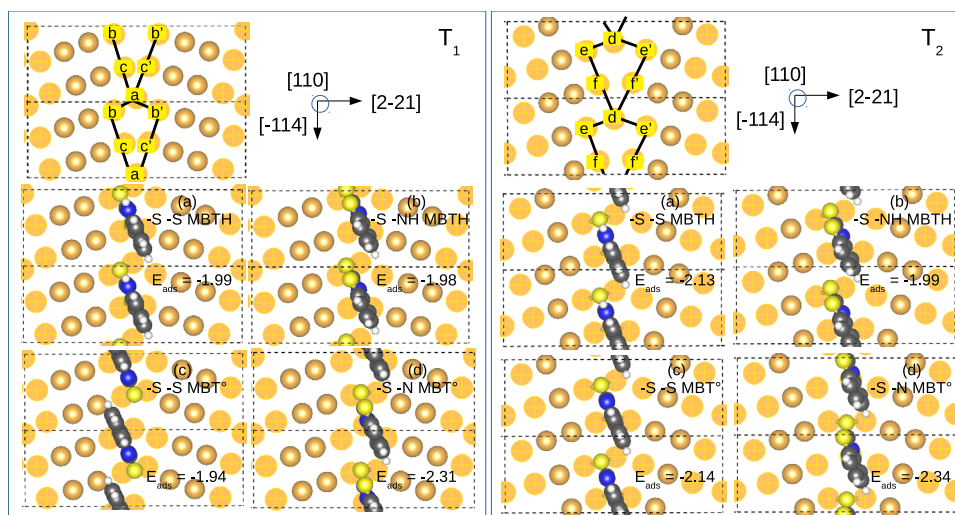 b b'
T1
c c'
[110]
a
[2-21]
b b'
[-114]
c c'
a
(a)
-S -S MBTH
Eads = -1.99
(b)
-S -NH MBTH
Eads = -1.98
(c)
-S -S MBT°
Eads = -1.94
(d)
-S -N MBT°
Eads = -2.31
d
T2
e e'
[110]
f f'
[2-21]
d
[-114]
e e'
f f'
(a)
-S -S MBTH
Eads = -2.13
(b)
-S -NH MBTH
Eads = -1.99
(c)
-S -S MBT°
Eads = -2.14
(d)
-S -N MBT°
Eads = -2.34